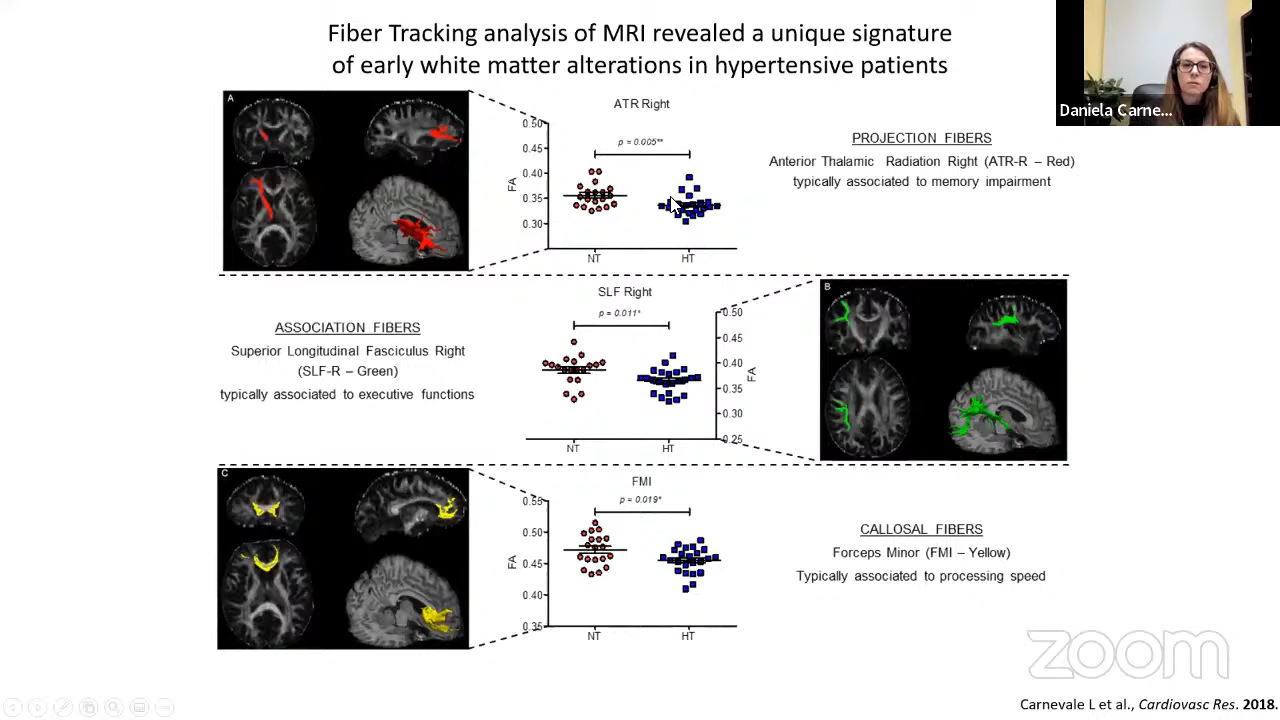 Fiber Tracking analysis of MRI revealed a unique signature
of early white matter alterations in hypertensive patients
Daniela Carne...
A
ATR Right
p = 0.005**
0.50
0.45
0.40
0.35
0.30
FA
NT
HT
PROJECTION FIBERS
Anterior Thalamic Radiation Right (ATR-R – Red)
typically associated to memory impairment
ASSOCIATION FIBERS
Superior Longitudinal Fasciculus Right
(SLF-R – Green)
typically associated to executive functions
SLF Right
p = 0.011*
0.50
0.45
0.40
0.35
0.30
0.25
FA
NT
HT
B
C
FMI
p = 0.019*
0.55
0.50
0.45
0.40
0.35
FA
NT
HT
CALLOSAL FIBERS
Forceps Minor (FMI – Yellow)
Typically associated to processing speed
zoom
Carnevale L et al., Cardiovasc Res. 2018.